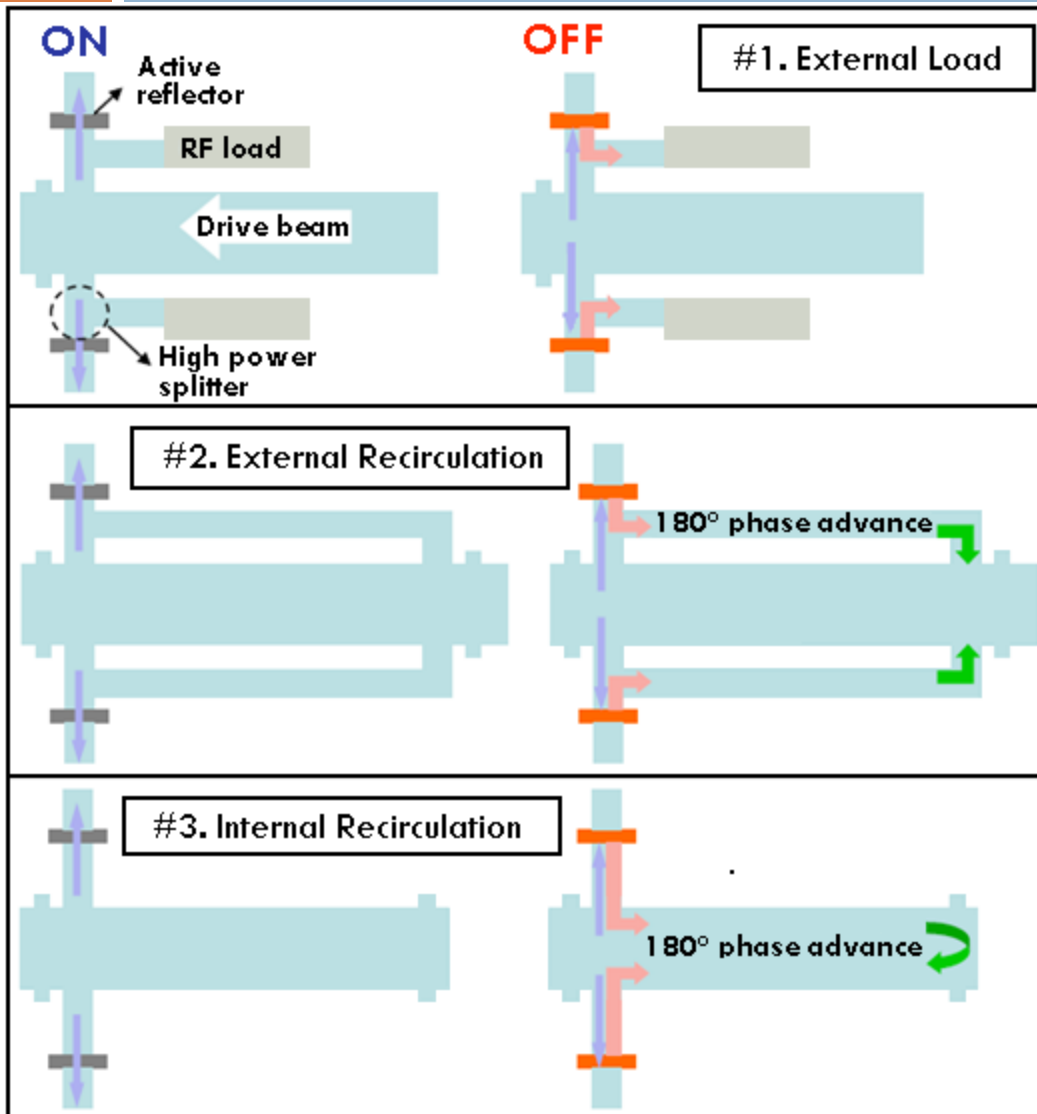 ON
OFF
#1. External Load
Active
reflector
RF load
Drive beam
High power
splitter
#2. External Recirculation
180° phase advance
#3. Internal Recirculation
180° phase advance